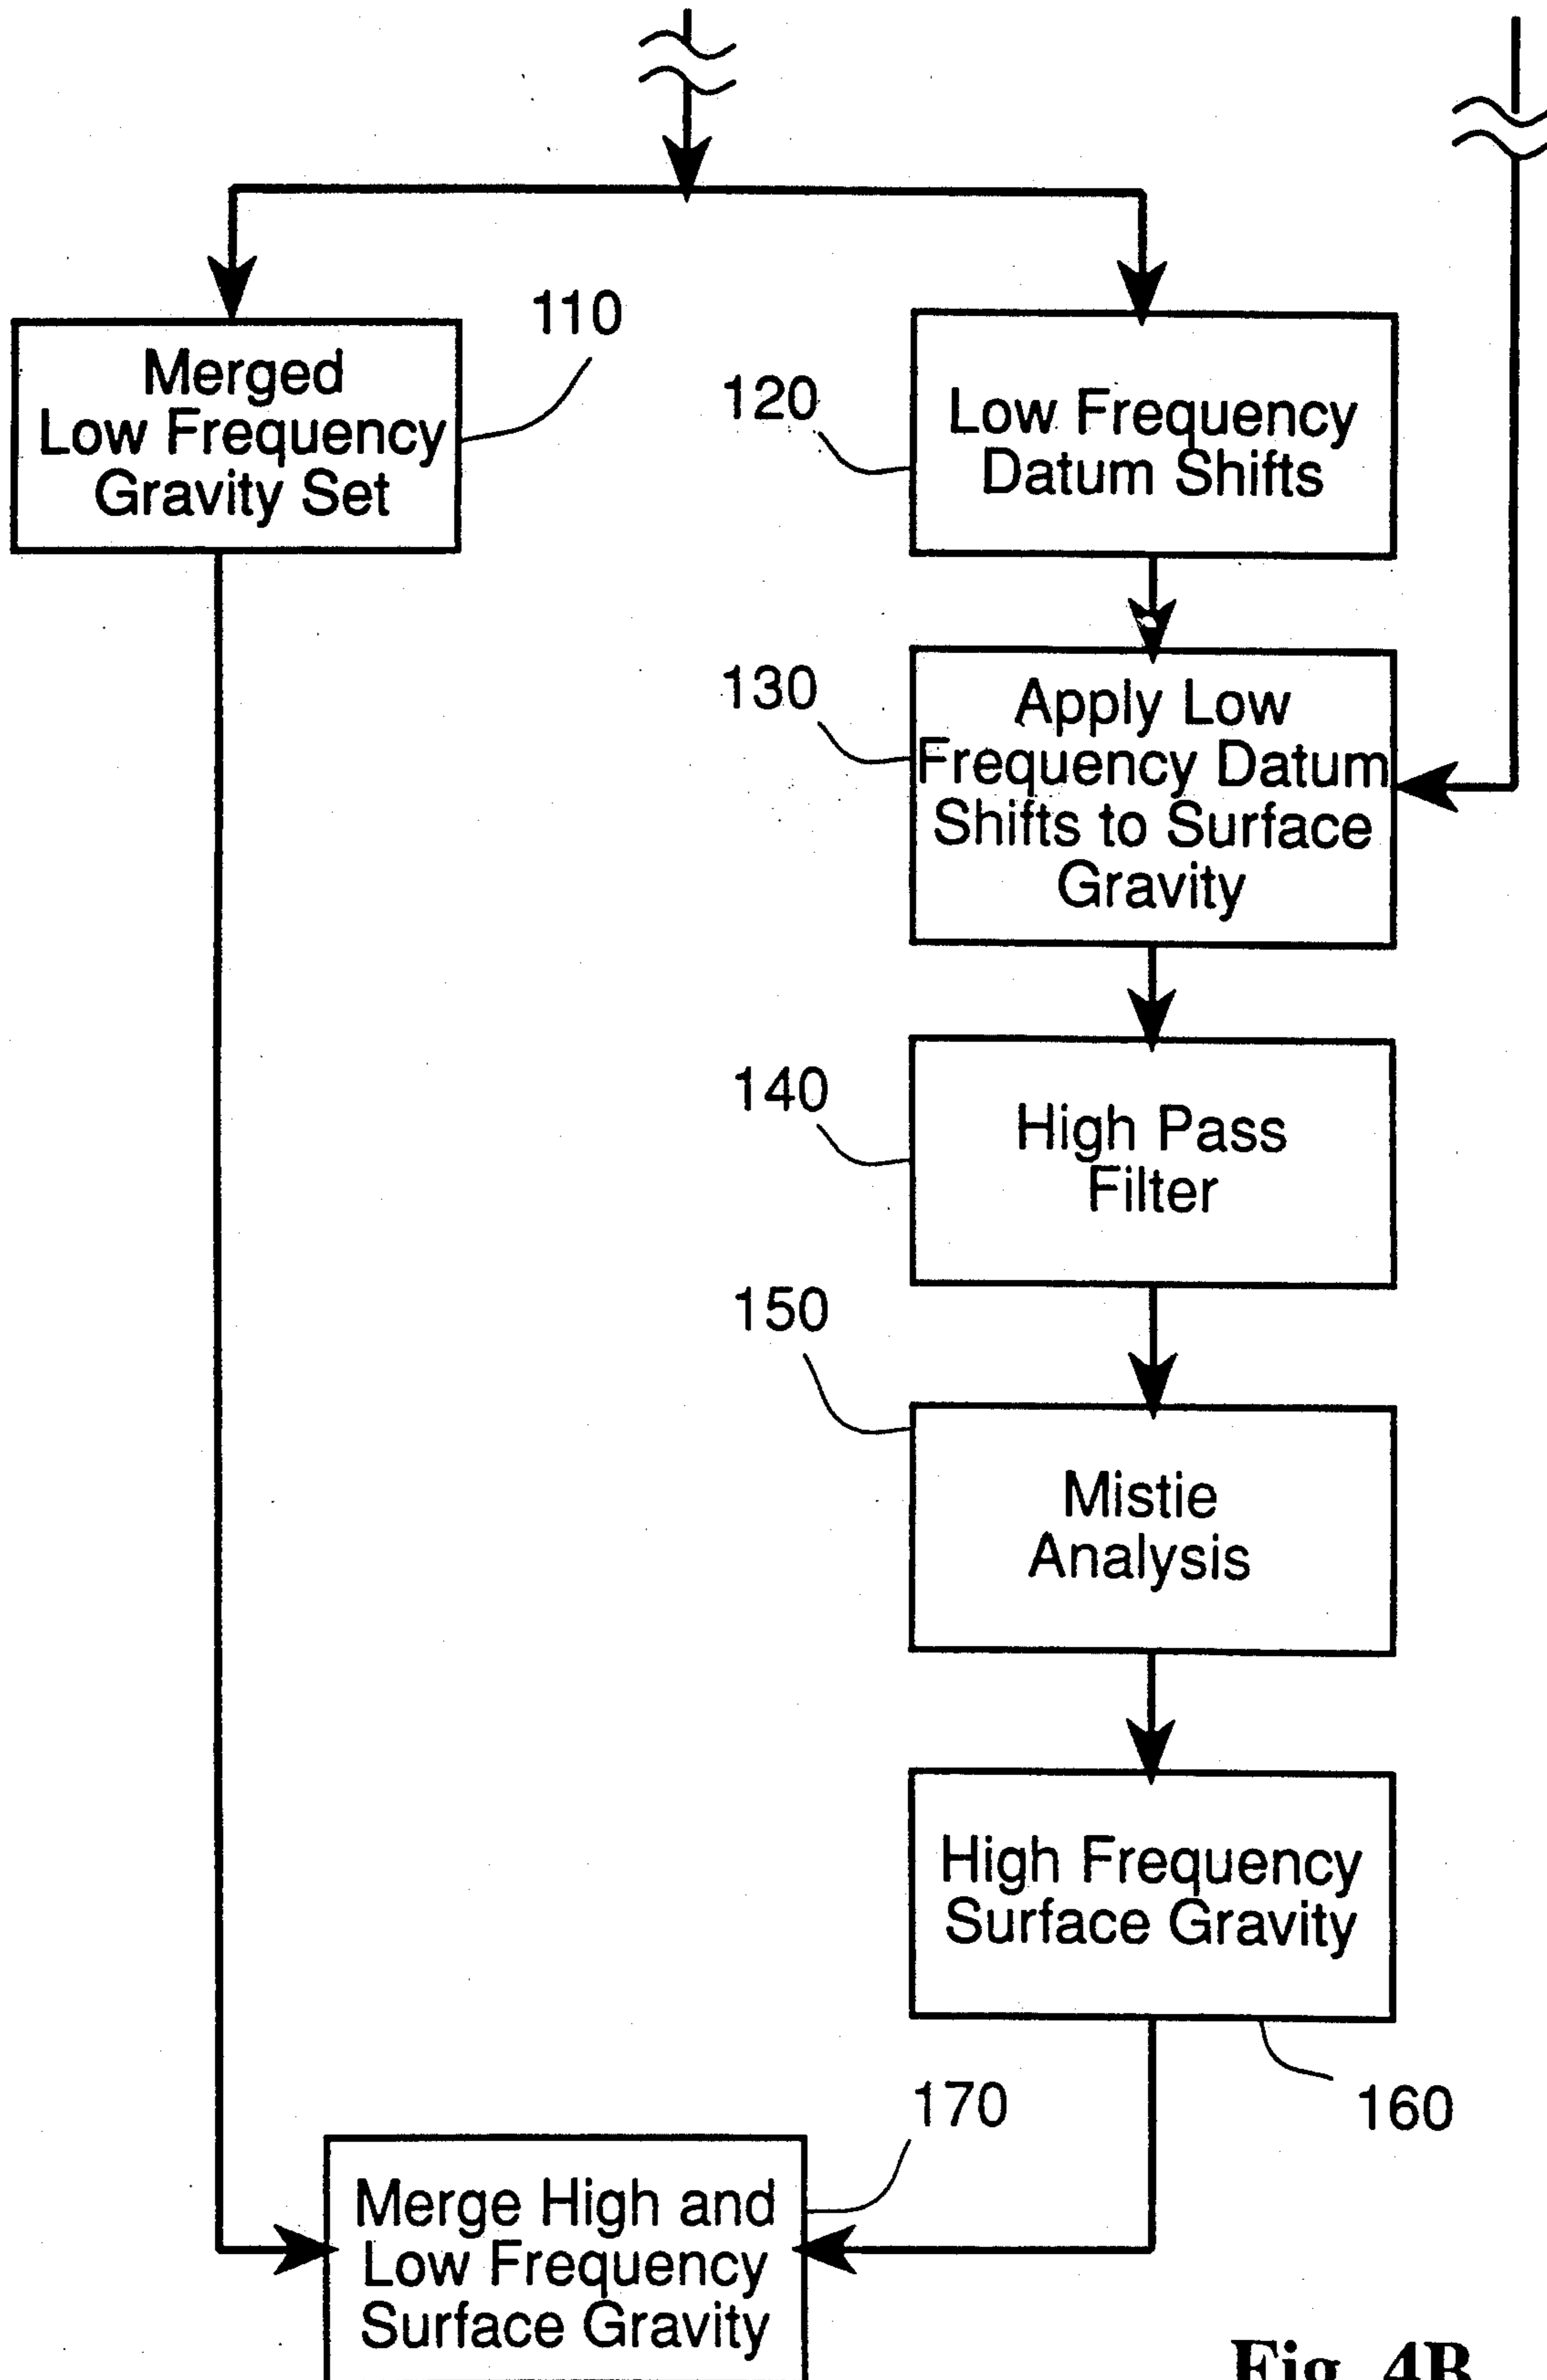 110
Merged
Low Frequency
Gravity Set
120
Low Frequency
Datum Shifts
130
Apply Low
Frequency Datum
Shifts to Surface
Gravity
140
High Pass
Filter
150
Mistie
Analysis
High Frequency
Surface Gravity
160
170
Merge High and
Low Frequency
Surface Gravity
Fig. 4B